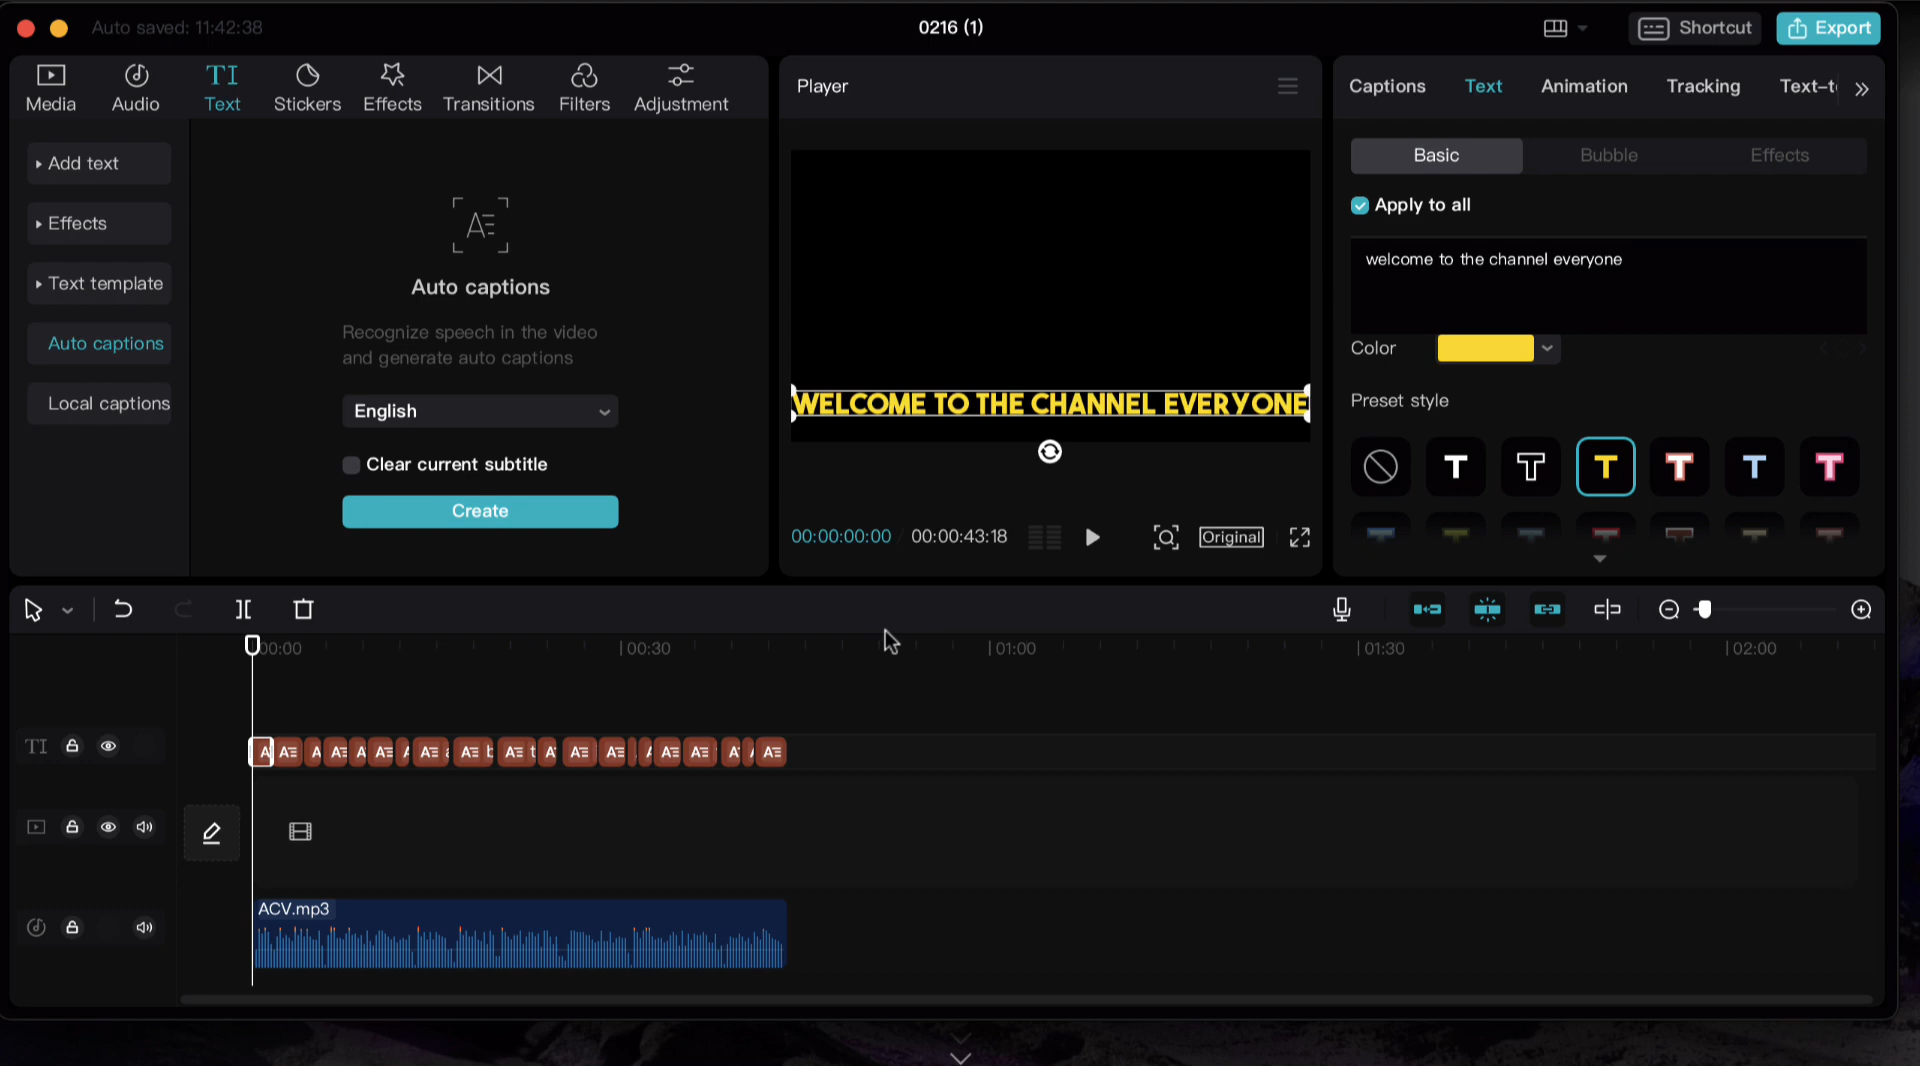 Auto saved: 11:42:38
0216 (1)
Shortcut
Export
Media
Audio
TI
Text
Stickers
Effects
Transitions
Filters
Adjustment
Add text
Effects
Text template
Auto captions
Local captions
Auto captions
Recognize speech in the video
and generate auto captions
English
Clear current subtitle
Create
Player
WELCOME TO THE CHANNEL EVERYONE
00:00:00:00 / 00:00:43:18
Original
Captions
Text
Animation
Tracking
Basic
Bubble
Effects
Apply to all
welcome to the channel everyone
Color
Preset style
00:00
00:30
01:00
01:30
02:00
TI
ACV.mp3